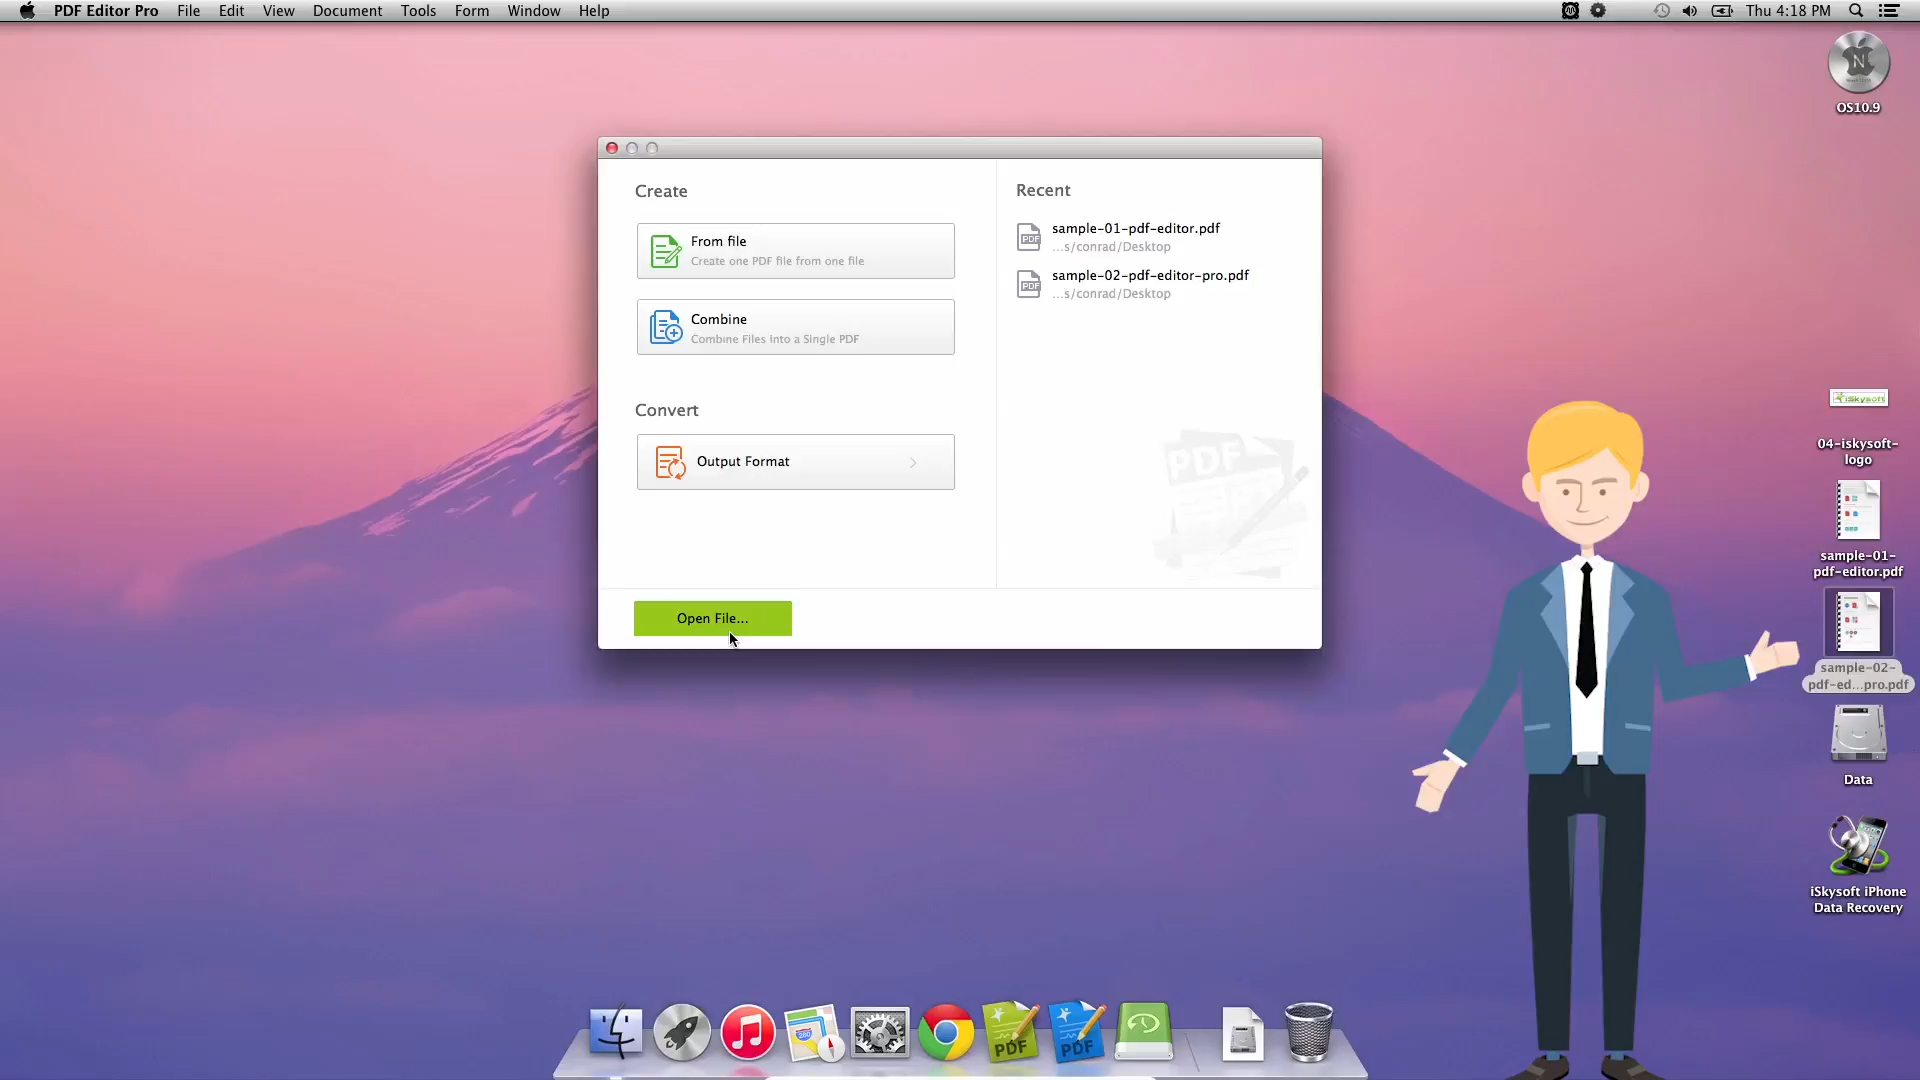 PDF Editor Pro File Edit View Document Tools Form Window Help Thu 4:18 PM
OS10.9
Create
From file
Create one PDF file from one file
Combine
Combine Files into a Single PDF
Convert
Output Format
Open File...
Recent
sample-01-pdf-editor.pdf
...s/conrad/Desktop
sample-02-pdf-editor-pro.pdf
...s/conrad/Desktop
PDF
iSkysoft
04-iskysoft-
logo
sample-01-
pdf-editor.pdf
sample-02-
pdf-ed...pro.pdf
Data
iSkysoft iPhone
Data Recovery
PDF
PDF